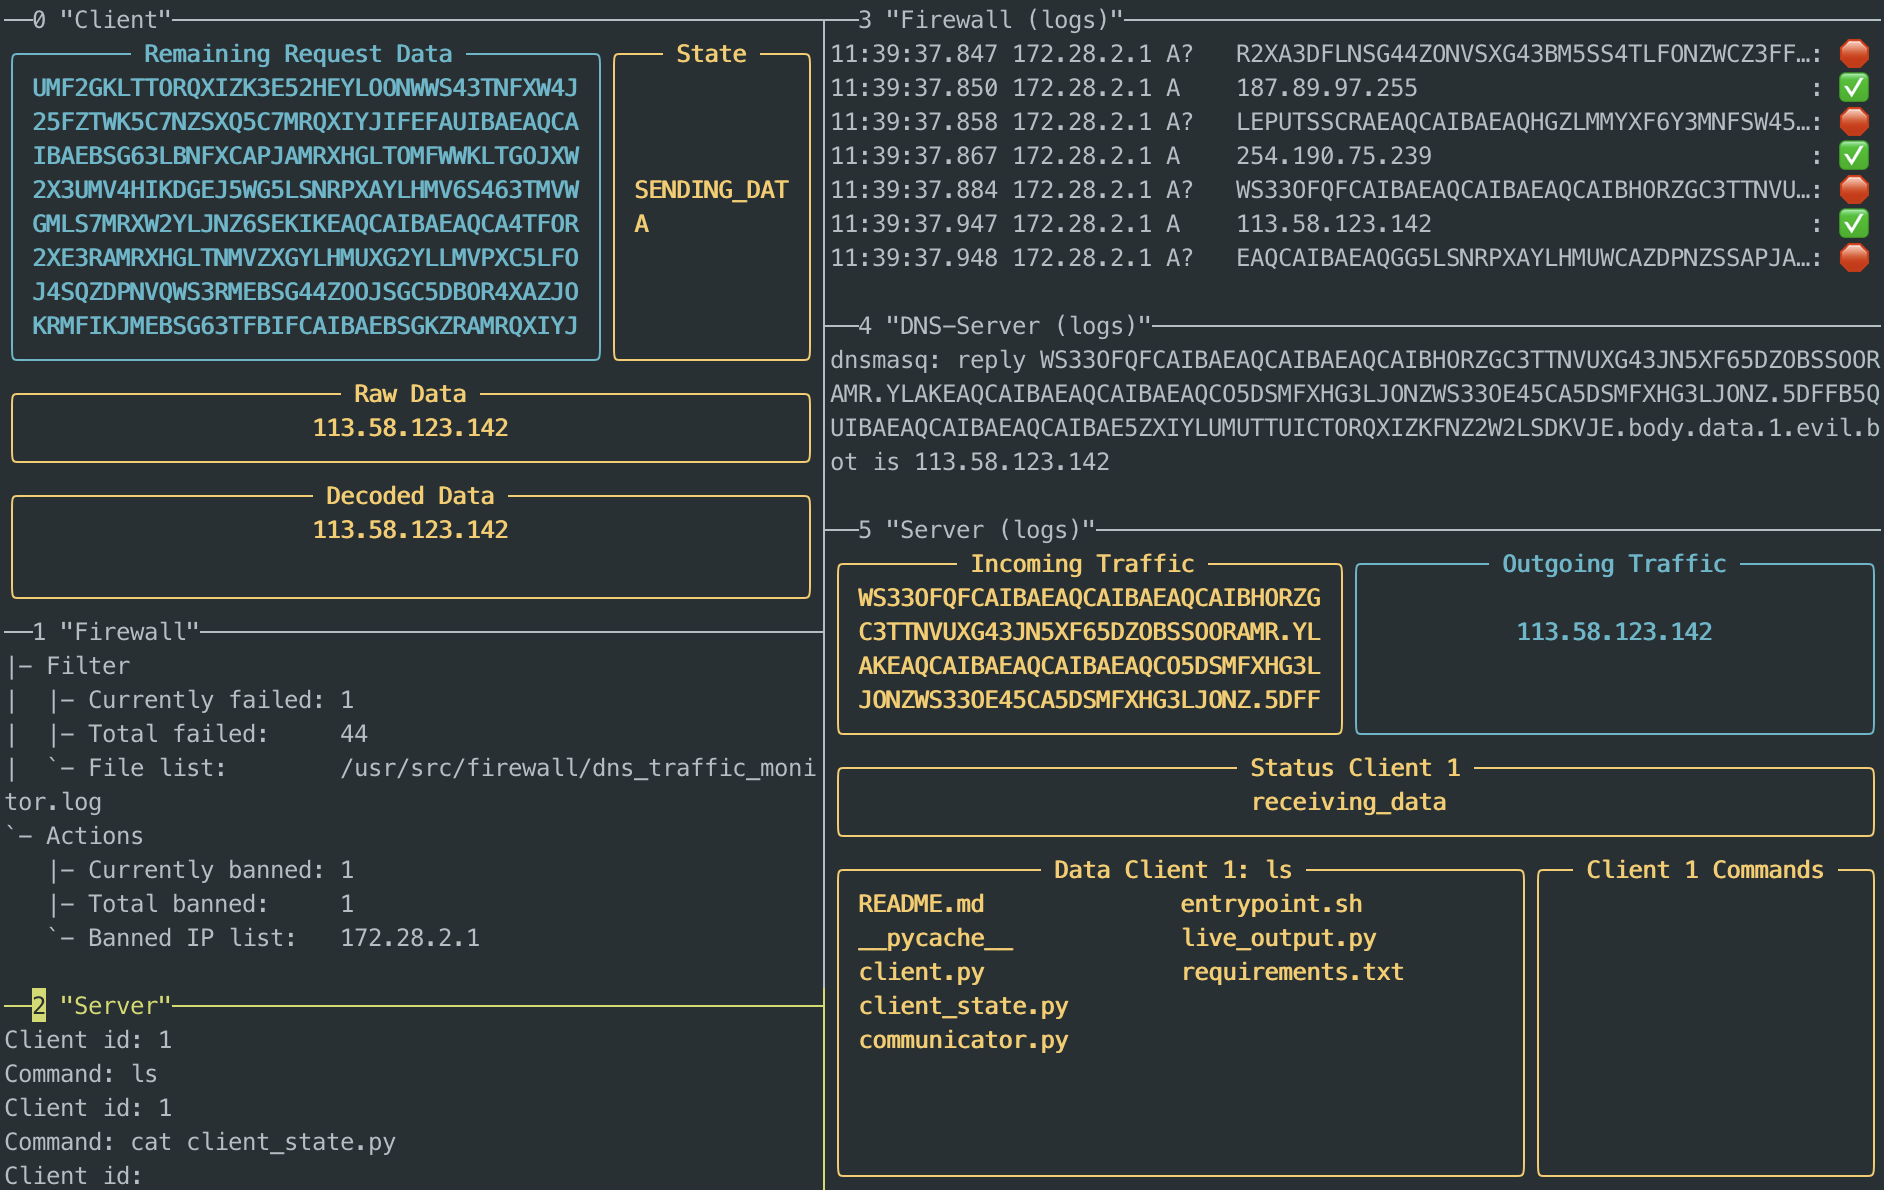 0 "Client"
Remaining Request Data
UMF2GKLTTORQXIZK3E52HEYLOONWWS43TNFXW4J
25FZTWK5C7NZSXQ5C7MRQXIYJIFEFAUIBAEAQCA
IBAEBSG63LBNFXCAPJAMRXHGLTOMFWWKLTGOJXW
2X3UMV4HIKDGEJ5WG5LSNRPXAYLHMV6S463TMVW
GMLS7MRXW2YLJNZ6SEKIKEAQCAIBAEAQCA4TFOR
2XE3RAMRXHGLTNMVZXGYLHMUXG2YLLMVPXC5LFO
J4SQZDPNVQWS3RMEBSG44ZOOJSGC5DBOR4XAZJO
KRMFIKJMEBSG63TFBIFCAIBAEBSGKZRAMRQXIYJ
State
SENDING_DAT
A
Raw Data
113.58.123.142
Decoded Data
113.58.123.142
1 "Firewall"
|- Filter
|  |- Currently failed: 1
|  |- Total failed:     44
|  `- File list:        /usr/src/firewall/dns_traffic_moni
tor.log
`- Actions
   |- Currently banned: 1
   |- Total banned:     1
   `- Banned IP list:   172.28.2.1
2 "Server"
Client id: 1
Command: ls
Client id: 1
Command: cat client_state.py
Client id:
3 "Firewall (logs)"
11:39:37.847 172.28.2.1 A?   R2XA3DFLNSG44ZONVSXG43BM5SS4TLFONZWCZ3FF…: 🛑
11:39:37.850 172.28.2.1 A    187.89.97.255 : ✅
11:39:37.858 172.28.2.1 A?   LEPUTSSCRAEAQCAIBAEAQHGZLMMYXF6Y3MNFSW45…: 🛑
11:39:37.867 172.28.2.1 A    254.190.75.239 : ✅
11:39:37.884 172.28.2.1 A?   WS33OFQFCAIBAEAQCAIBAEAQCAIBHORZGC3TTNVU…: 🛑
11:39:37.947 172.28.2.1 A    113.58.123.142 : ✅
11:39:37.948 172.28.2.1 A?   EAQCAIBAEAQGG5LSNRPXAYLHMUWCAZDPNZSSAPJA…: 🛑
4 "DNS-Server (logs)"
dnsmasq: reply WS33OFQFCAIBAEAQCAIBAEAQCAIBHORZGC3TTNVUXG43JN5XF65DZOBSSOOR
AMR.YLAKEAQCAIBAEAQCAIBAEAQCO5DSMFXHG3LJONZWS33OE45CA5DSMFXHG3LJONZ.5DFFB5Q
UIBAEAQCAIBAEAQCAIBAE5ZXIYLUMUTTUICTORQXIZKFNZ2W2LSDKVJE.body.data.1.evil.b
ot is 113.58.123.142
5 "Server (logs)"
Incoming Traffic
WS33OFQFCAIBAEAQCAIBAEAQCAIBHORZG
C3TTNVUXG43JN5XF65DZOBSSOORAMR.YL
AKEAQCAIBAEAQCAIBAEAQCO5DSMFXHG3L
JONZWS33OE45CA5DSMFXHG3LJONZ.5DFF
Outgoing Traffic
113.58.123.142
Status Client 1
receiving_data
Data Client 1: ls
README.md entrypoint.sh
__pycache__ live_output.py
client.py requirements.txt
client_state.py
communicator.py
Client 1 Commands